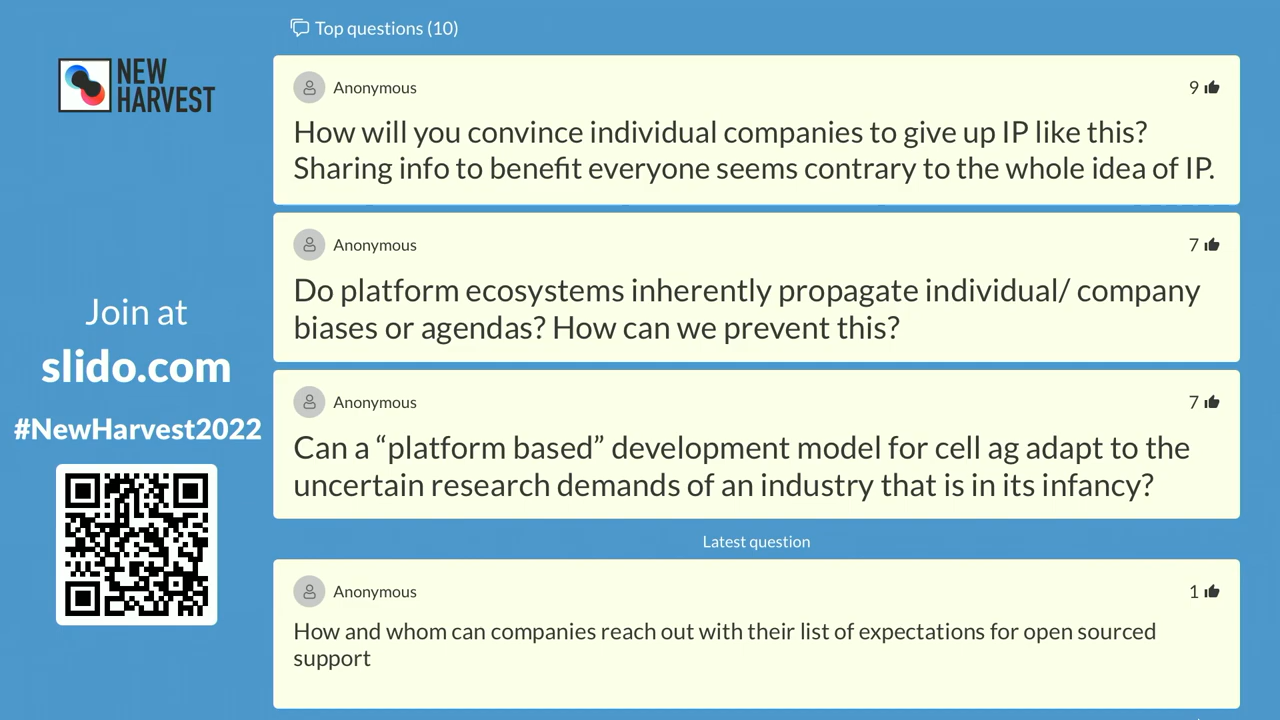 Top questions (10)
NEW
HARVEST
Anonymous
9
How will you convince individual companies to give up IP like this?
Sharing info to benefit everyone seems contrary to the whole idea of IP.
Anonymous
7
Do platform ecosystems inherently propagate individual/ company
biases or agendas? How can we prevent this?
Join at
slido.com
#NewHarvest2022
Anonymous
7
Can a “platform based” development model for cell ag adapt to the
uncertain research demands of an industry that is in its infancy?
Latest question
Anonymous
1
How and whom can companies reach out with their list of expectations for open sourced
support